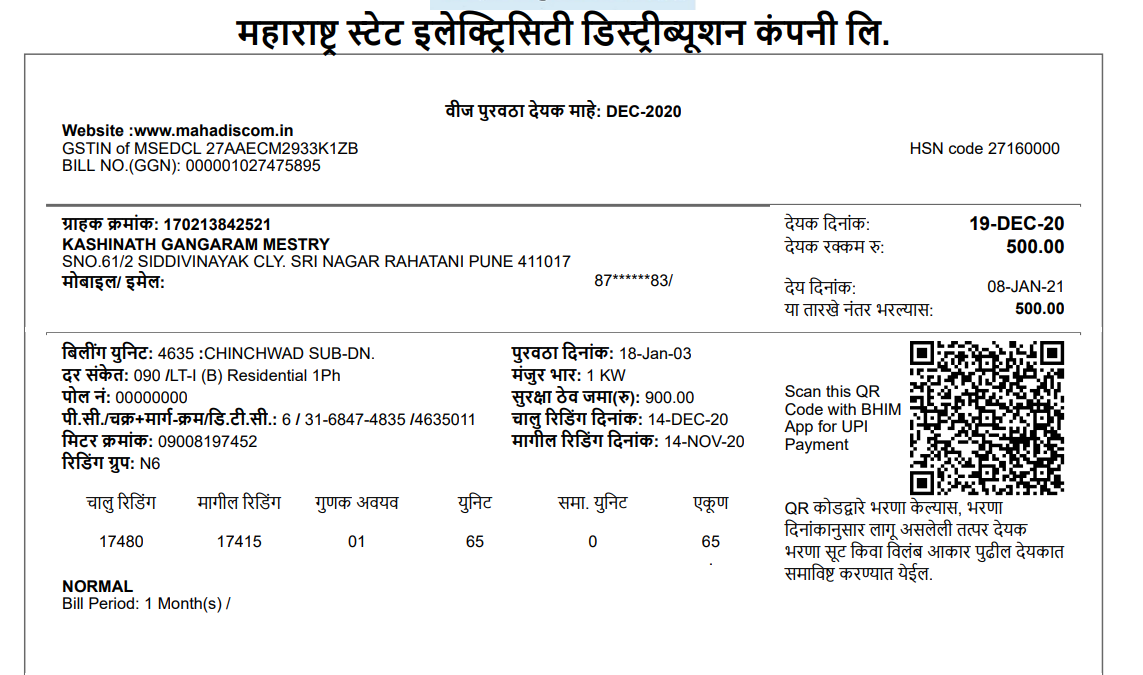 महाराष्ट्र स्टेट इलेक्ट्रिसिटी डिस्ट्रीब्यूशन कंपनी लि.
वीज पुरवठा देयक माहे: DEC-2020
Website :www.mahadiscom.in
GSTIN of MSEDCL 27AAECM2933K1ZB
HSN code 27160000
BILL NO.(GGN): 000001027475895
ग्राहक क्रमांक: 170213842521
KASHINATH GANGARAM MESTRY
SNO.61/2 SIDDIVINAYAK CLY. SRI NAGAR RAHATANI PUNE 411017
मोबाइल/ इमेल: 87******83/
देयक दिनांक: 19-DEC-20
देयक रक्कम रु: 500.00
देय दिनांक: 08-JAN-21
या तारखे नंतर भरल्यास: 500.00
बिलींग युनिट: 4635 :CHINCHWAD SUB-DN.
दर संकेत: 090 /LT-I (B) Residential 1Ph
पोल नं: 00000000
पी.सी./चक्र+मार्ग-क्रम/डि.टी.सी.: 6 / 31-6847-4835 /4635011
मिटर क्रमांक: 09008197452
रिडिंग ग्रुप: N6
पुरवठा दिनांक: 18-Jan-03
मंजुर भार: 1 KW
सुरक्षा ठेव जमा(रु): 900.00
चालु रिडिंग दिनांक: 14-DEC-20
मागील रिडिंग दिनांक: 14-NOV-20
Scan this QR
Code with BHIM
App for UPI
Payment
चालु रिडिंग मागील रिडिंग गुणक अवयव युनिट समा. युनिट एकूण
17480 17415 01 65 0 65
QR कोडद्वारे भरणा केल्यास, भरणा
दिनांकानुसार लागू असलेली तत्पर देयक
भरणा सूट किवा विलंब आकार पुढील देयकात
समाविष्ट करण्यात येईल.
NORMAL
Bill Period: 1 Month(s) /